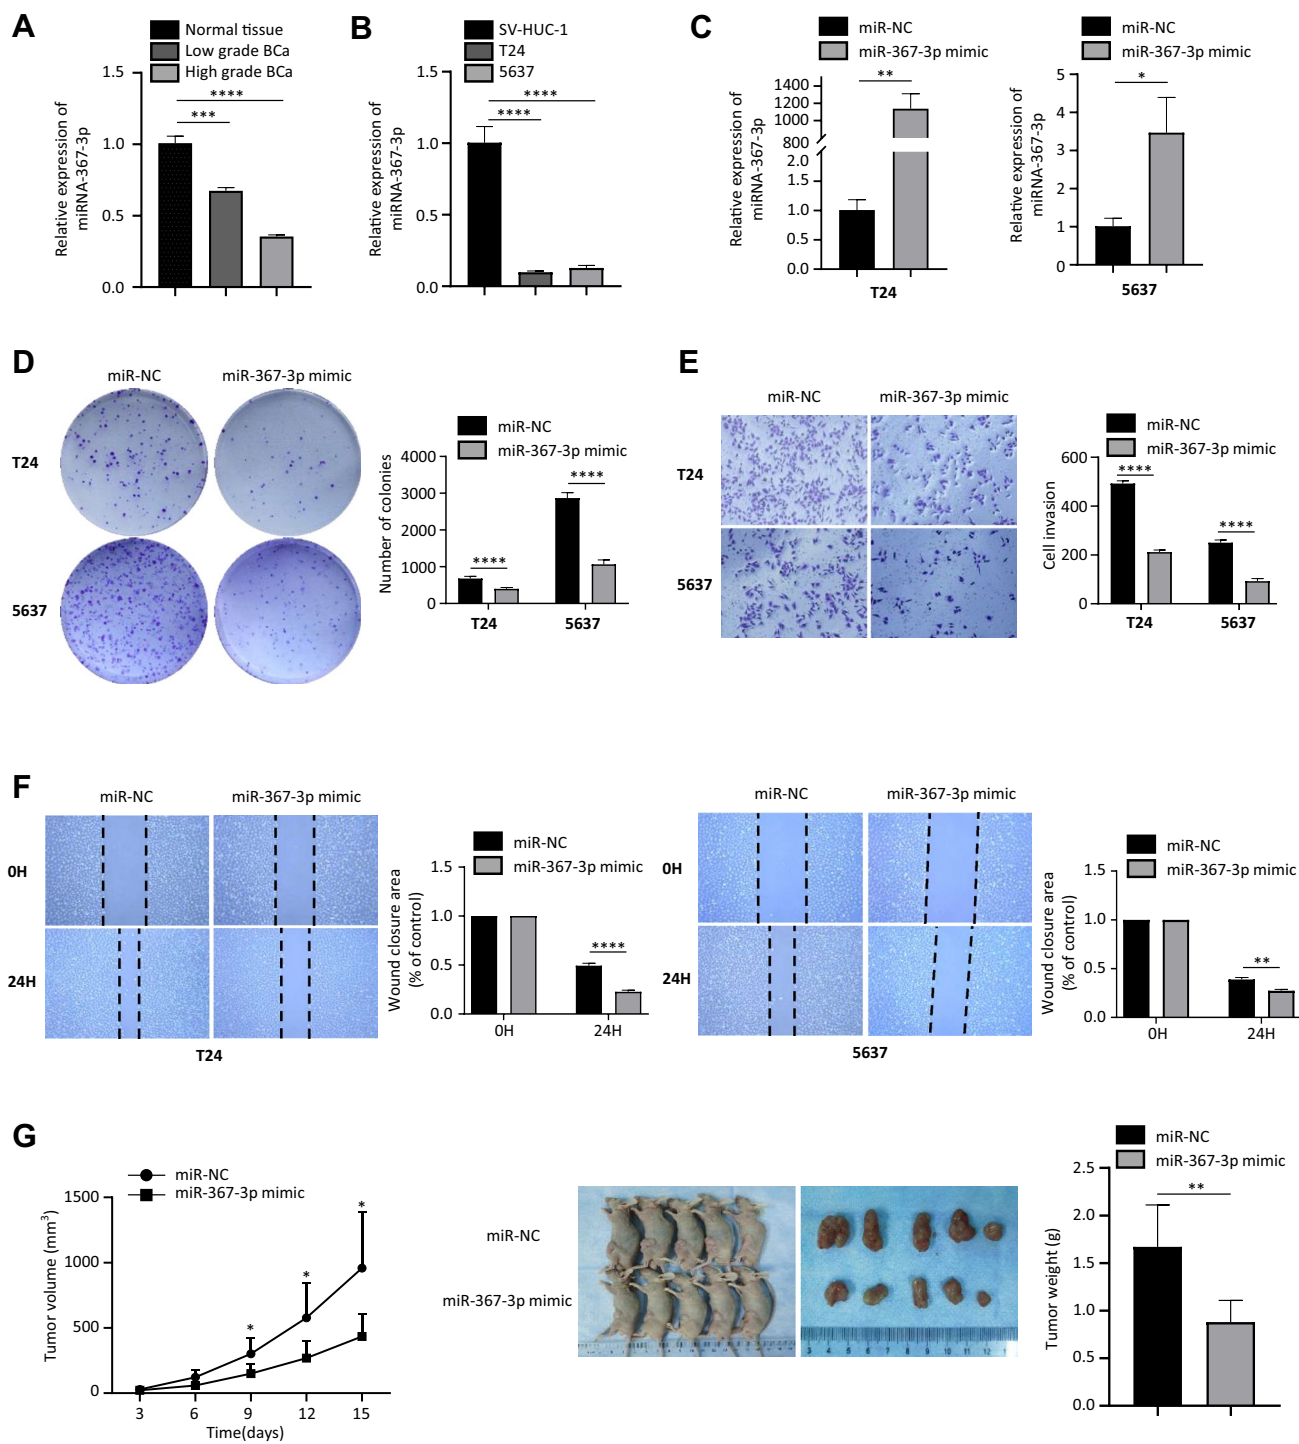 A
Normal tissue
Low grade BCa
High grade BCa
Relative expression of
miRNA-367-3p
1.5
1.0
0.5
0.0
***
****
B
SV-HUC-1
T24
5637
Relative expression of
miRNA-367-3p
1.5
1.0
0.5
0.0
****
****
C
miR-NC
miR-367-3p mimic
Relative expression of
miRNA-367-3p
1400
1200
1000
800
2.0
1.5
1.0
0.5
0.0
**
T24
miR-NC
miR-367-3p mimic
Relative expression of
miRNA-367-3p
5
4
3
2
1
0
*
5637
D
miR-NC
miR-367-3p mimic
T24
5637
miR-NC
miR-367-3p mimic
Number of colonies
4000
3000
2000
1000
0
****
****
T24
5637
E
miR-NC
miR-367-3p mimic
T24
5637
miR-NC
miR-367-3p mimic
Cell invasion
600
400
200
0
****
****
T24
5637
F
miR-NC
miR-367-3p mimic
0H
24H
T24
miR-NC
miR-367-3p mimic
Wound closure area
(% of control)
1.5
1.0
0.5
0.0
****
0H
24H
miR-NC
miR-367-3p mimic
0H
24H
5637
miR-NC
miR-367-3p mimic
Wound closure area
(% of control)
1.5
1.0
0.5
0.0
**
0H
24H
G
miR-NC
miR-367-3p mimic
Tumor volume (mm³)
1500
1000
500
0
*
*
*
3 6 9 12 15
Time(days)
miR-NC
miR-367-3p mimic
3 4 5 6 7 8 9 10 11 12
miR-NC
miR-367-3p mimic
Tumor weight (g)
2.5
2.0
1.5
1.0
0.5
0.0
**